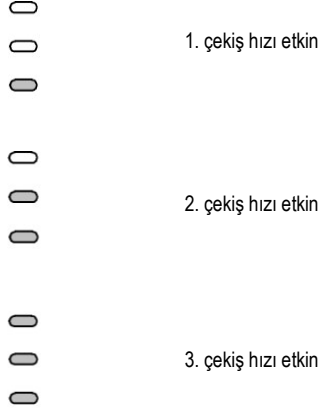 1. çekiş hızı etkin
2. çekiş hızı etkin
3. çekiş hızı etkin